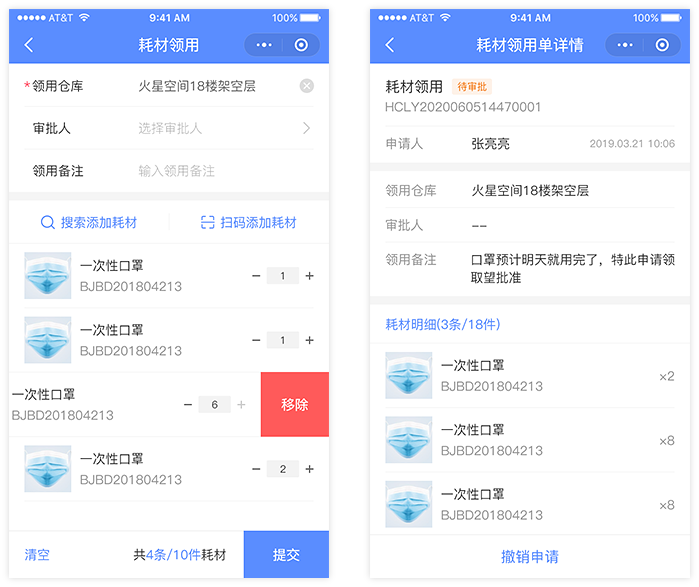 AT&T 9:41 AM 100%
耗材领用
*领用仓库 火星空间18楼架空层
审批人 选择审批人
领用备注 输入领用备注
搜索添加耗材 扫码添加耗材
一次性口罩
BJBD201804213
1
一次性口罩
BJBD201804213
1
一次性口罩
BJBD201804213
6
移除
一次性口罩
BJBD201804213
2
清空 共4条/10件耗材 提交
AT&T 9:41 AM 100%
耗材领用单详情
耗材领用 待审批
HCLY2020060514470001
申请人 张亮亮 2019.03.21 10:06
领用仓库 火星空间18楼架空层
审批人 --
领用备注 口罩预计明天就用完了，特此申请领
取望批准
耗材明细(3条/18件)
一次性口罩
BJBD201804213
×2
一次性口罩
BJBD201804213
×8
一次性口罩
BJBD201804213
×8
撤销申请